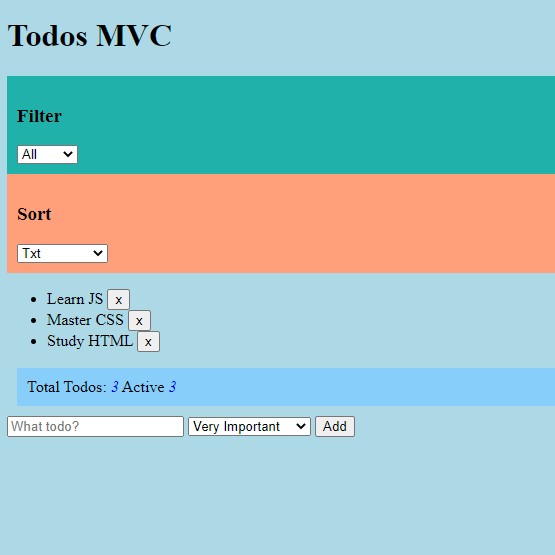 Todos MVC
Filter
All
Sort
Txt
Learn JS x
Master CSS x
Study HTML x
Total Todos: 3 Active 3
What todo? Very Important Add